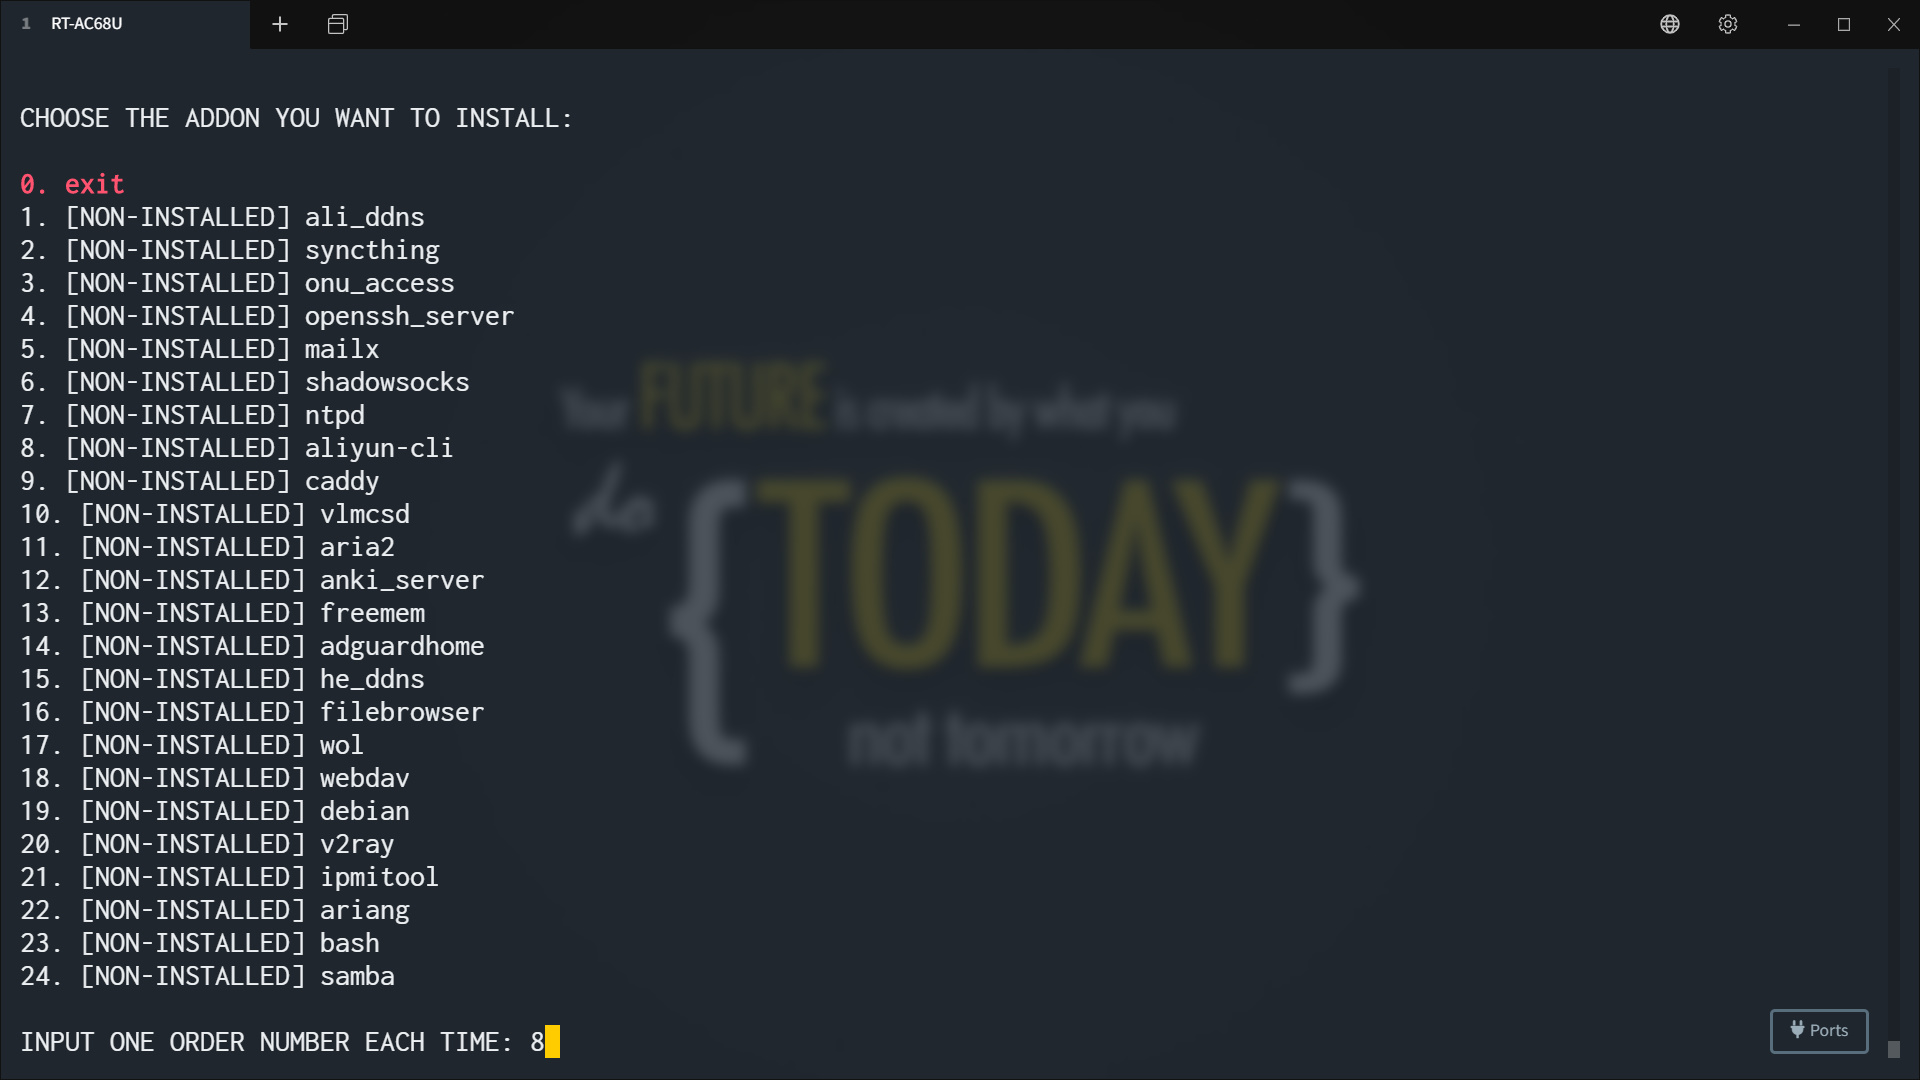 1 RT-AC68U
CHOOSE THE ADDON YOU WANT TO INSTALL:
0. exit
1. [NON-INSTALLED] ali_ddns
2. [NON-INSTALLED] syncthing
3. [NON-INSTALLED] onu_access
4. [NON-INSTALLED] openssh_server
5. [NON-INSTALLED] mailx
6. [NON-INSTALLED] shadowsocks
7. [NON-INSTALLED] ntpd
8. [NON-INSTALLED] aliyun-cli
9. [NON-INSTALLED] caddy
10. [NON-INSTALLED] vlmcsd
11. [NON-INSTALLED] aria2
12. [NON-INSTALLED] anki_server
13. [NON-INSTALLED] freemem
14. [NON-INSTALLED] adguardhome
15. [NON-INSTALLED] he_ddns
16. [NON-INSTALLED] filebrowser
17. [NON-INSTALLED] wol
18. [NON-INSTALLED] webdav
19. [NON-INSTALLED] debian
20. [NON-INSTALLED] v2ray
21. [NON-INSTALLED] ipmitool
22. [NON-INSTALLED] ariang
23. [NON-INSTALLED] bash
24. [NON-INSTALLED] samba
INPUT ONE ORDER NUMBER EACH TIME: 8
Your FUTURE is created by what you
do {TODAY}
not tomorrow
Ports